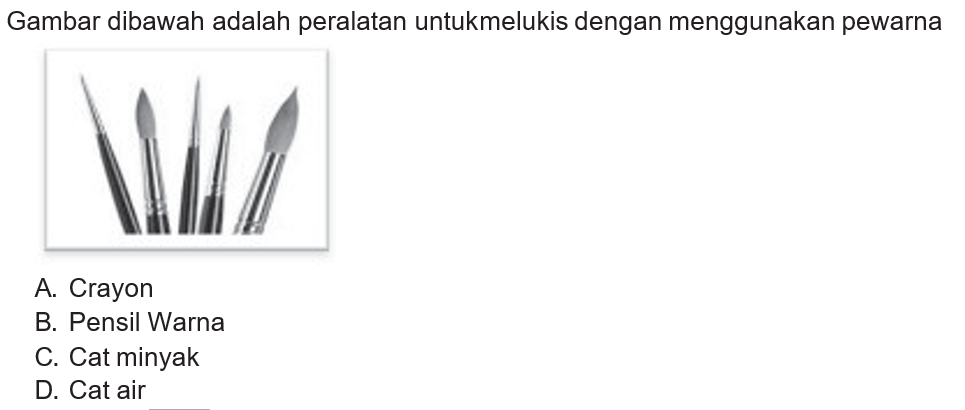 Gambar dibawah adalah peralatan untukmelukis dengan menggunakan pewarna
A. Crayon
B. Pensil Warna
C. Cat minyak
D. Cat air